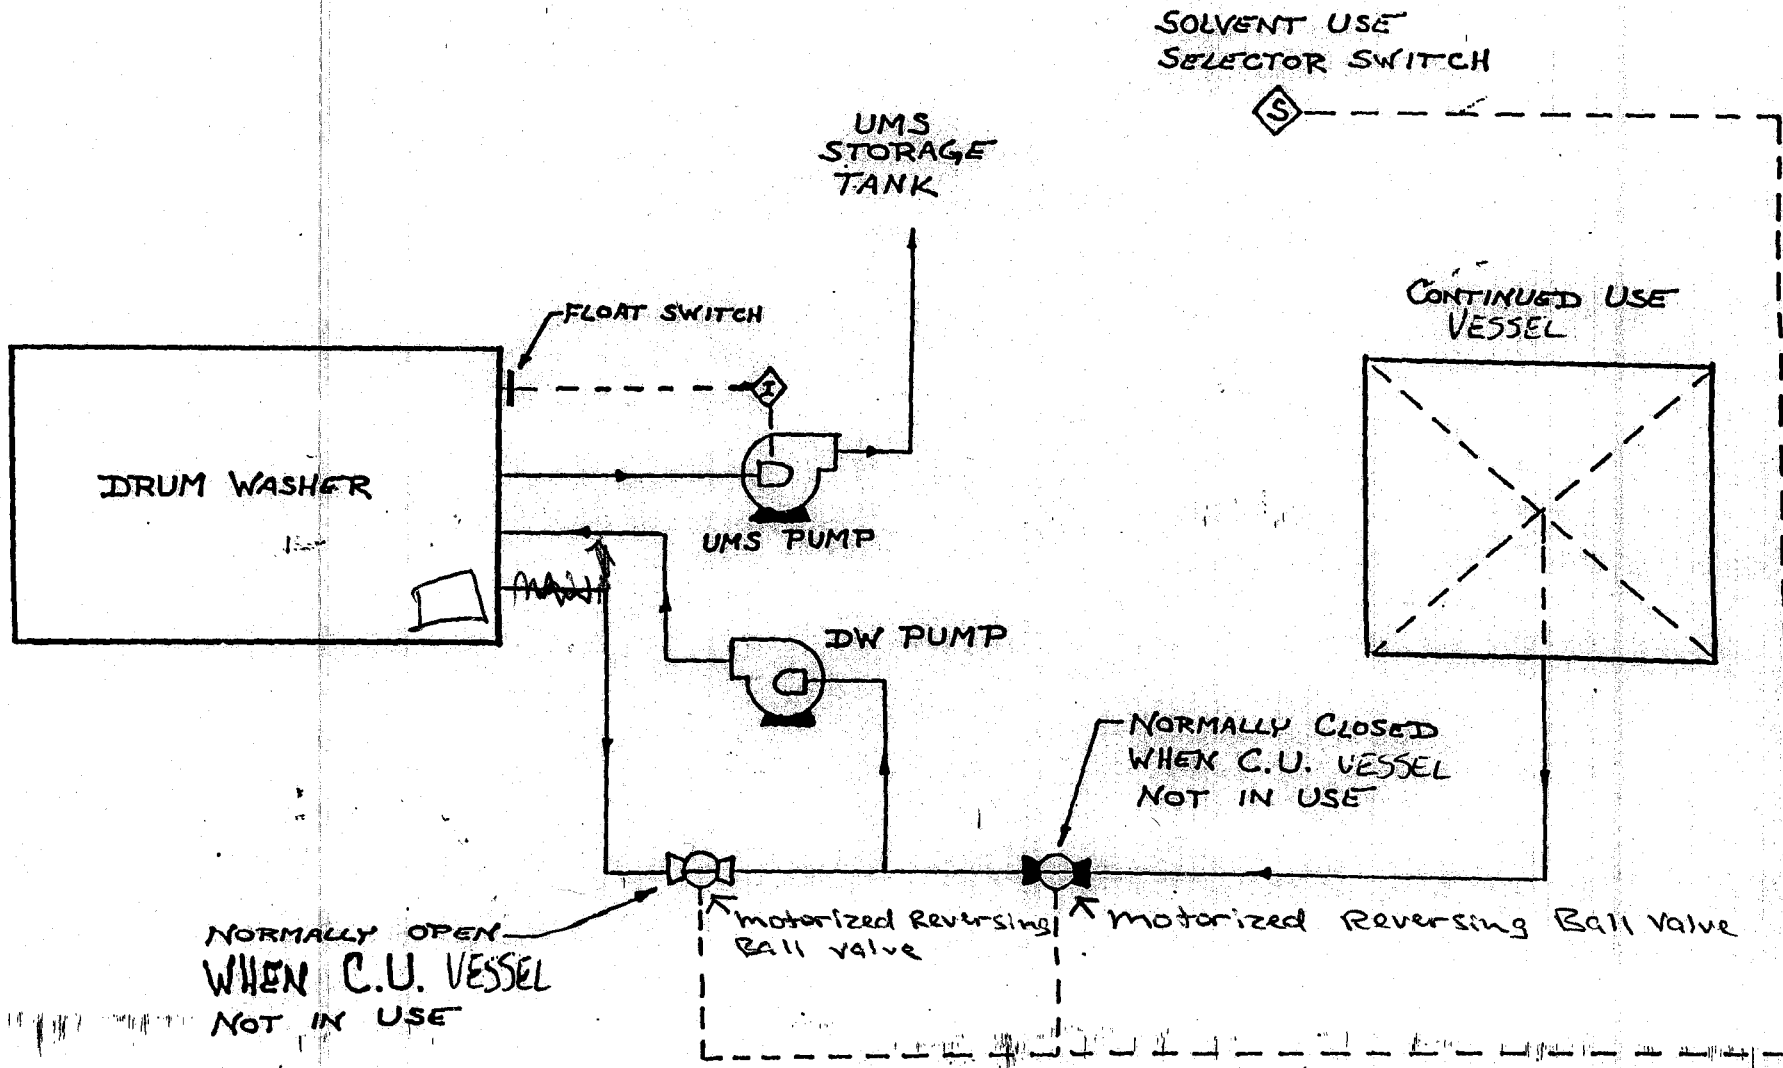 SOLVENT USE
SELECTOR SWITCH
S
UMS
STORAGE
TANK
CONTINUED USE
VESSEL
FLOAT SWITCH
I
DRUM WASHER
UMS PUMP
DW PUMP
NORMALLY CLOSED
WHEN C.U. VESSEL
NOT IN USE
Motorized Reversing
Ball valve
Motorized Reversing Ball Valve
NORMALLY OPEN
WHEN C.U. VESSEL
NOT IN USE